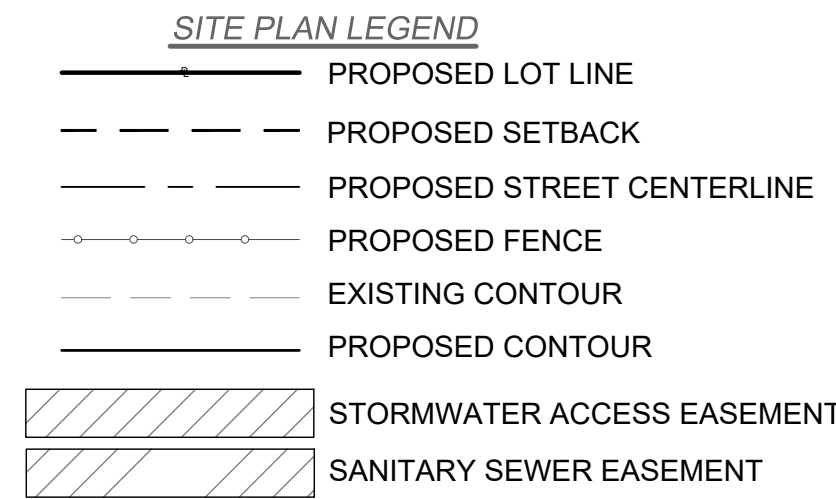 SITE PLAN LEGEND
PROPOSED LOT LINE
PROPOSED SETBACK
PROPOSED STREET CENTERLINE
PROPOSED FENCE
EXISTING CONTOUR
PROPOSED CONTOUR
STORMWATER ACCESS EASEMENT
SANITARY SEWER EASEMENT